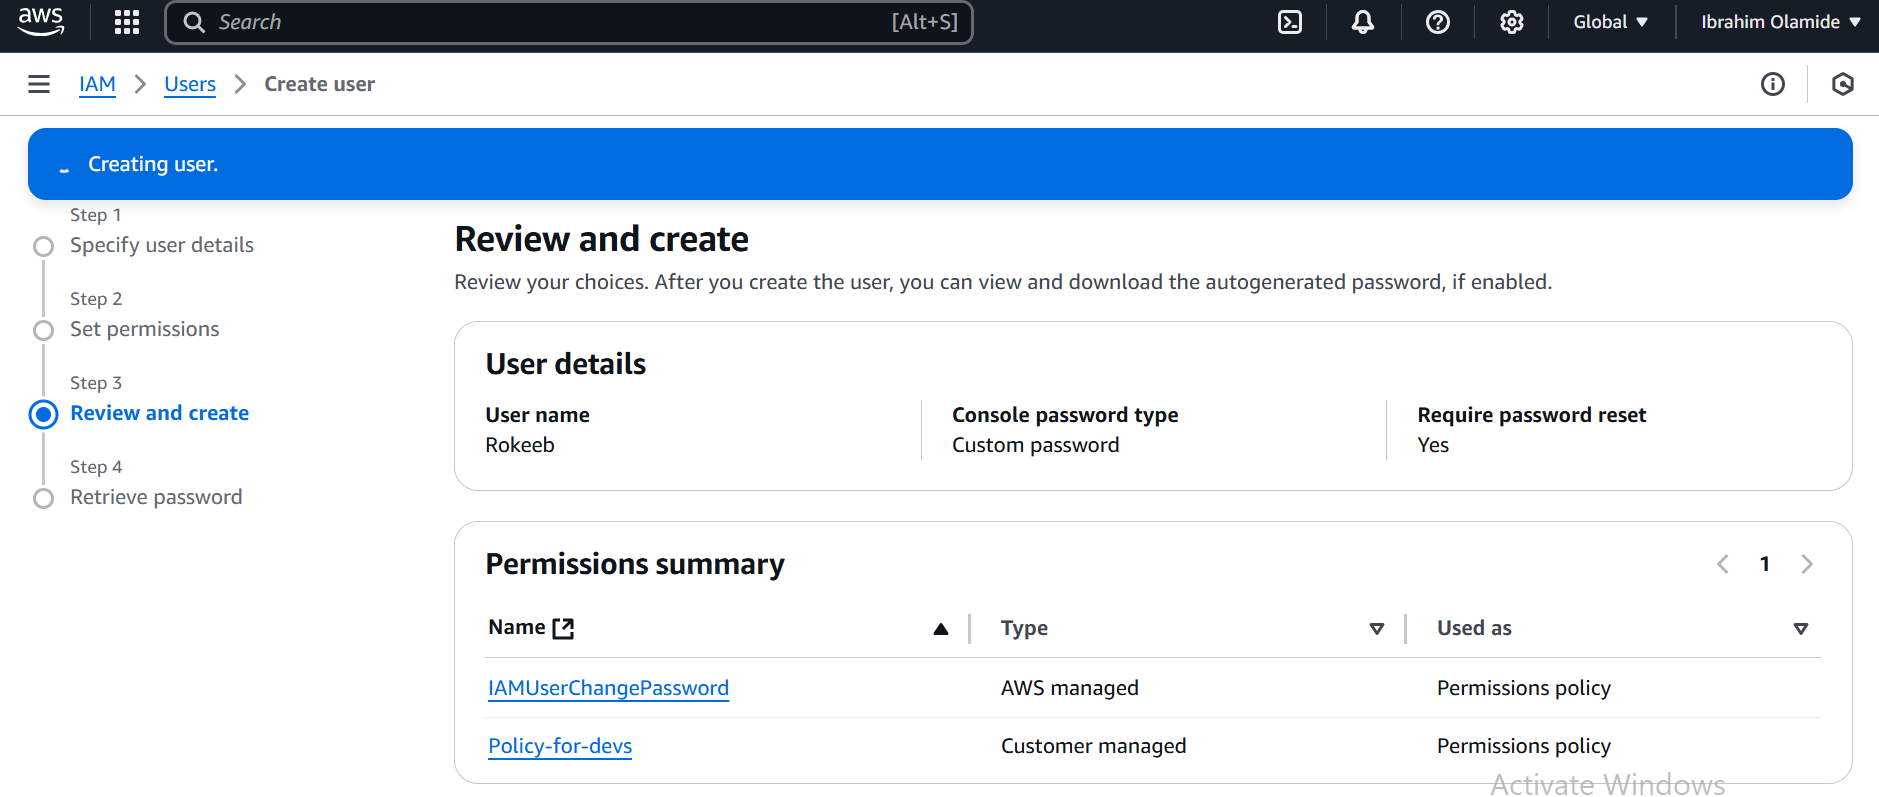 aws
Search [Alt+S] Global Ibrahim Olamide
IAM Users Create user
Creating user.
Step 1
Specify user details
Step 2
Set permissions
Step 3
Review and create
Step 4
Retrieve password
Review and create
Review your choices. After you create the user, you can view and download the autogenerated password, if enabled.
User details
User name Console password type Require password reset
Rokeeb Custom password Yes
Permissions summary 1
Name Type Used as
IAMUserChangePassword AWS managed Permissions policy
Policy-for-devs Customer managed Permissions policy
Activate Windows